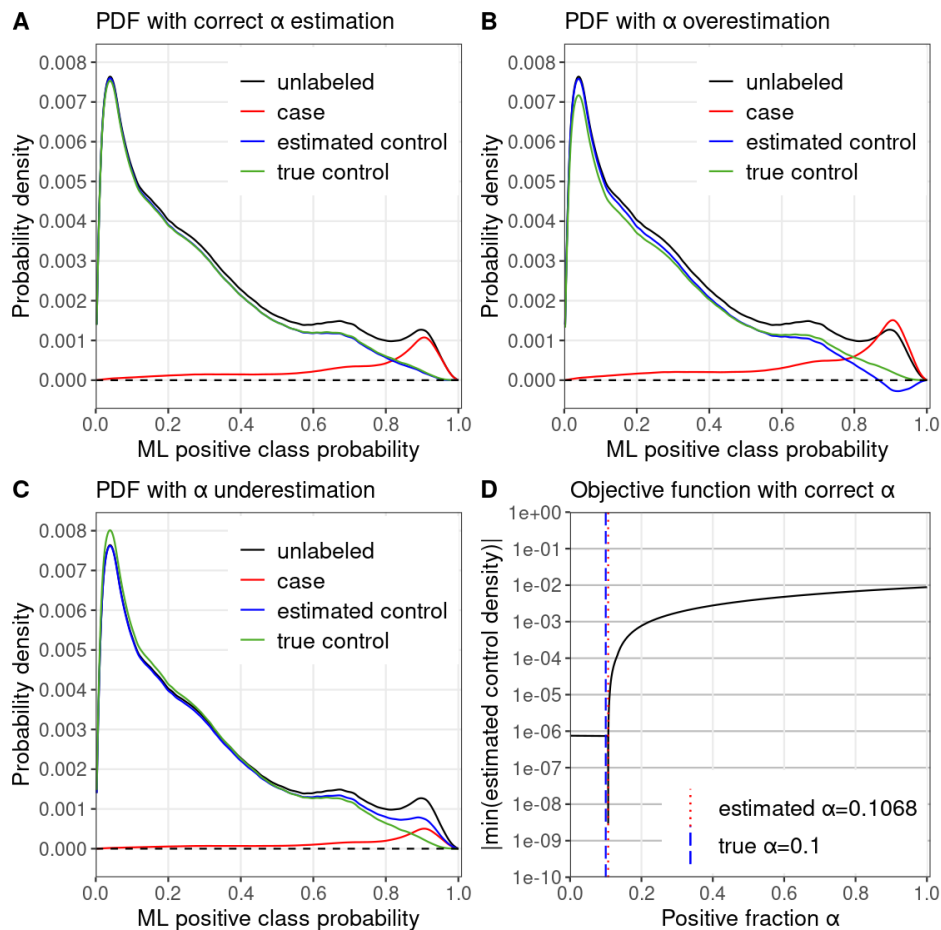 A PDF with correct α estimation
Probability density
0.008
0.007
0.006
0.005
0.004
0.003
0.002
0.001
0.000
unlabeled
case
estimated control
true control
0.0 0.2 0.4 0.6 0.8 1.0
ML positive class probability
B PDF with α overestimation
Probability density
0.008
0.007
0.006
0.005
0.004
0.003
0.002
0.001
0.000
unlabeled
case
estimated control
true control
0.0 0.2 0.4 0.6 0.8 1.0
ML positive class probability
C PDF with α underestimation
Probability density
0.008
0.007
0.006
0.005
0.004
0.003
0.002
0.001
0.000
unlabeled
case
estimated control
true control
0.0 0.2 0.4 0.6 0.8 1.0
ML positive class probability
D Objective function with correct α
|min(estimated control density)|
1e+00
1e-01
1e-02
1e-03
1e-04
1e-05
1e-06
1e-07
1e-08
1e-09
1e-10
estimated α=0.1068
true α=0.1
0.0 0.2 0.4 0.6 0.8 1.0
Positive fraction α